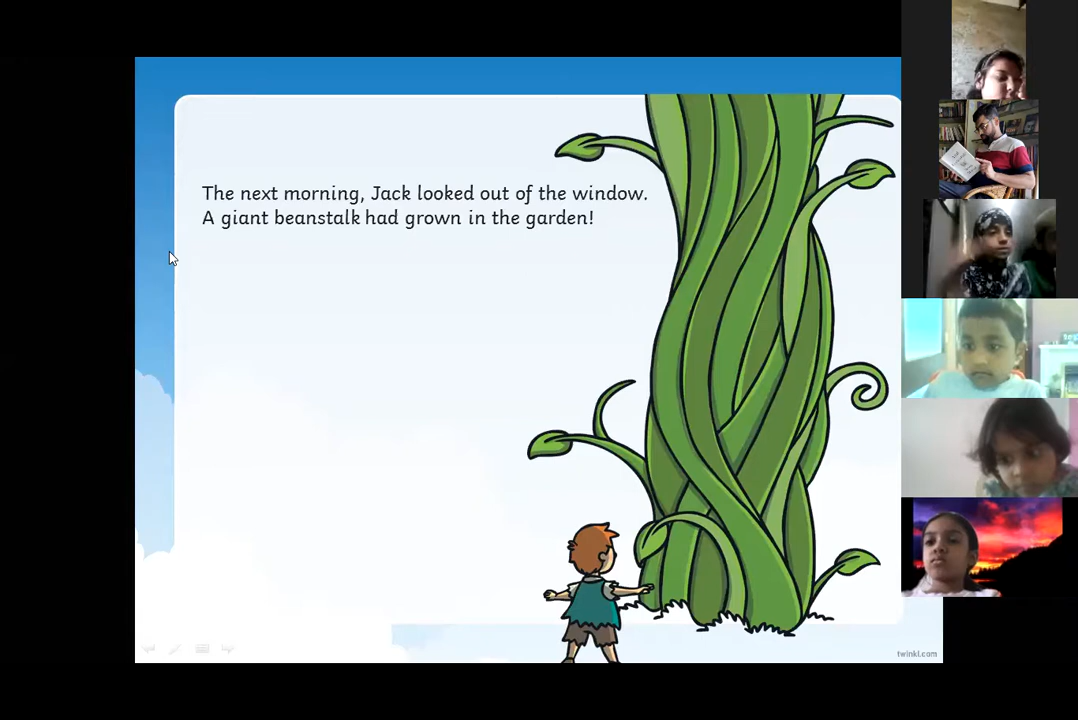 The next morning, Jack looked out of the window.
A giant beanstalk had grown in the garden!
twinkl.com